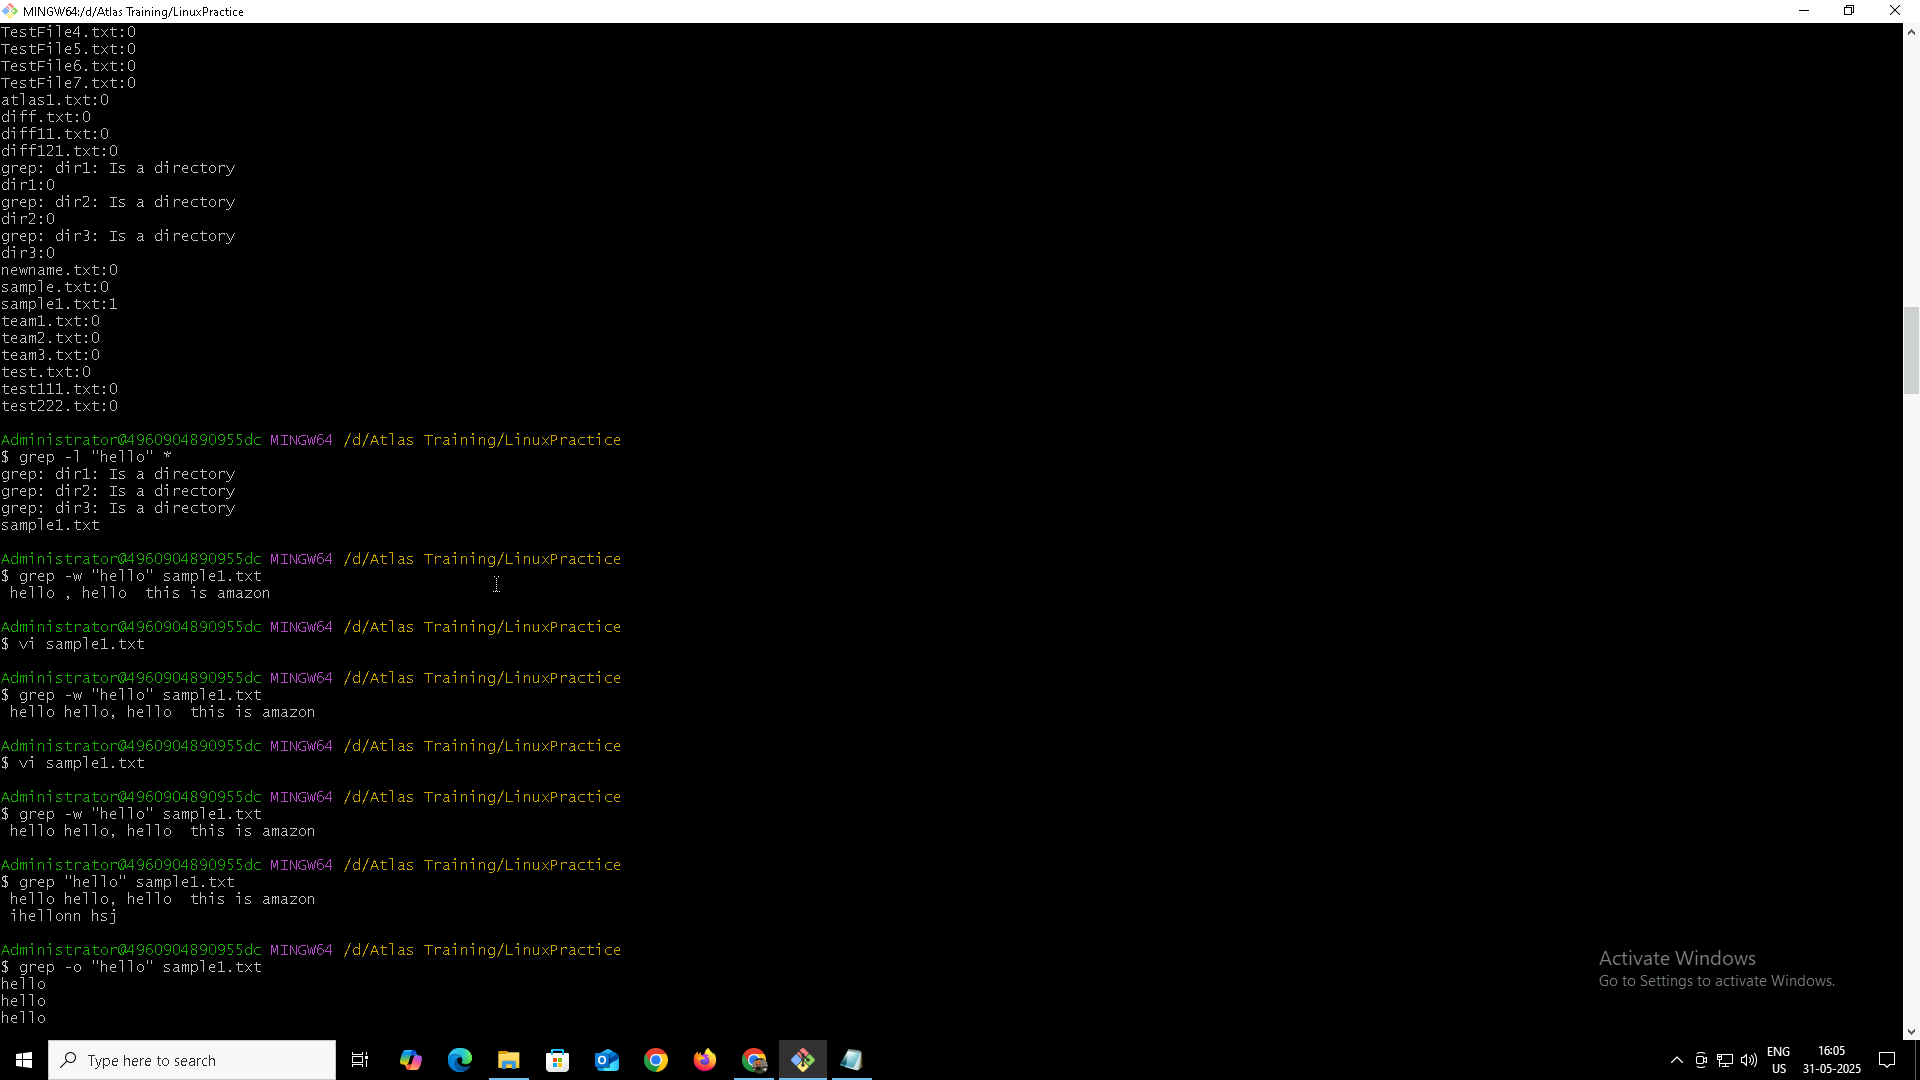 MINGW64:/d/Atlas Training/LinuxPractice
TestFile4.txt:0
TestFile5.txt:0
TestFile6.txt:0
TestFile7.txt:0
atlas1.txt:0
diff.txt:0
diff11.txt:0
diff121.txt:0
grep: dir1: Is a directory
dir1:0
grep: dir2: Is a directory
dir2:0
grep: dir3: Is a directory
dir3:0
newname.txt:0
sample.txt:0
sample1.txt:1
team1.txt:0
team2.txt:0
team3.txt:0
test.txt:0
test111.txt:0
test222.txt:0
Administrator@4960904890955dc MINGW64 /d/Atlas Training/LinuxPractice
$ grep -l "hello" *
grep: dir1: Is a directory
grep: dir2: Is a directory
grep: dir3: Is a directory
sample1.txt
Administrator@4960904890955dc MINGW64 /d/Atlas Training/LinuxPractice
$ grep -w "hello" sample1.txt
hello , hello  this is amazon
Administrator@4960904890955dc MINGW64 /d/Atlas Training/LinuxPractice
$ vi sample1.txt
Administrator@4960904890955dc MINGW64 /d/Atlas Training/LinuxPractice
$ grep -w "hello" sample1.txt
hello hello, hello  this is amazon
Administrator@4960904890955dc MINGW64 /d/Atlas Training/LinuxPractice
$ vi sample1.txt
Administrator@4960904890955dc MINGW64 /d/Atlas Training/LinuxPractice
$ grep -w "hello" sample1.txt
hello hello, hello  this is amazon
Administrator@4960904890955dc MINGW64 /d/Atlas Training/LinuxPractice
$ grep "hello" sample1.txt
hello hello, hello  this is amazon
ihellonn hsj
Administrator@4960904890955dc MINGW64 /d/Atlas Training/LinuxPractice
$ grep -o "hello" sample1.txt
hello
hello
hello
Activate Windows
Go to Settings to activate Windows.
Type here to search
ENG
US
16:05
31-05-2025